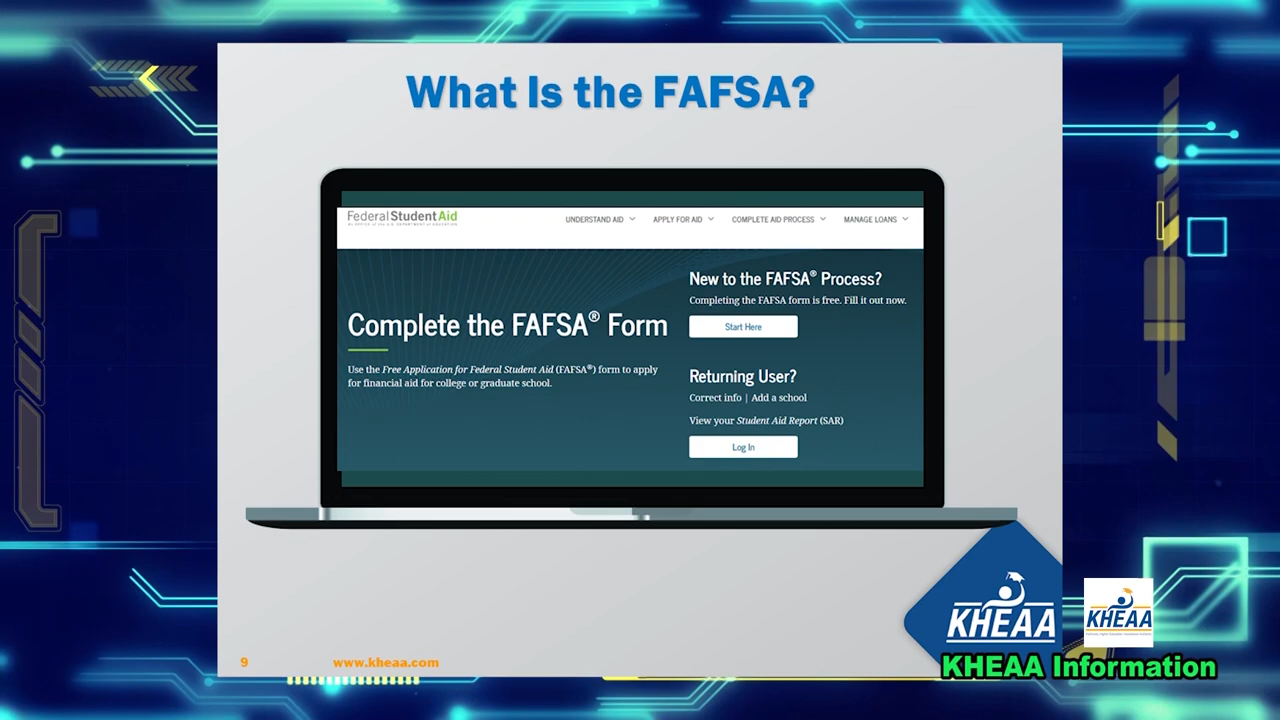 What Is the FAFSA?
Federal Student Aid
UNDERSTAND AID
APPLY FOR AID
COMPLETE AID PROCESS
MANAGE LOANS
Complete the FAFSA® Form
Use the Free Application for Federal Student Aid (FAFSA®) form to apply
for financial aid for college or graduate school.
New to the FAFSA® Process?
Completing the FAFSA form is free. Fill it out now.
Start Here
Returning User?
Correct info | Add a school
View your Student Aid Report (SAR)
Log In
KHEAA
KHEAA
9
www.kheaa.com
KHEAA Information